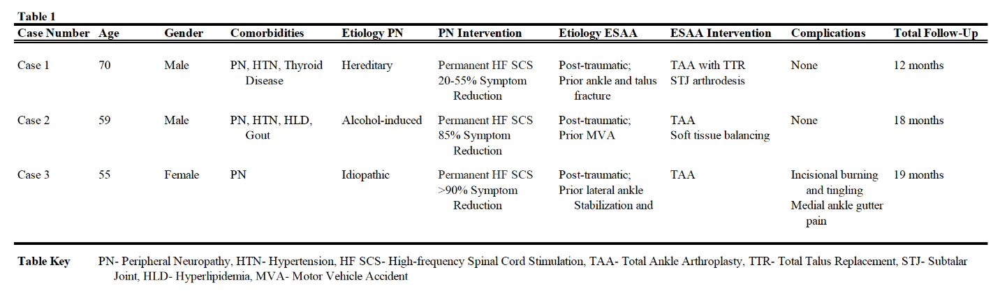 Table 1
Case Number Age Gender Comorbidities Etiology PN PN Intervention Etiology ESAA ESAA Intervention Complications Total Follow-Up
Case 1 70 Male PN, HTN, Thyroid Hereditary Permanent HF SCS Post-traumatic; TAA with TTR None 12 months
Disease 20-55% Symptom Prior ankle and talus STJ arthrodesis
Reduction fracture
Case 2 59 Male PN, HTN, HLD, Alcohol-induced Permanent HF SCS Post-traumatic; TAA None 18 months
Gout 85% Symptom Prior MVA Soft tissue balancing
Reduction
Case 3 55 Female PN Idiopathic Permanent HF SCS Post-traumatic; TAA Incisional burning 19 months
>90% Symptom Prior lateral ankle and tingling
Reduction Stabilization and Medial ankle gutter
pain
Table Key PN- Peripheral Neuropathy, HTN- Hypertension, HF SCS- High-frequency Spinal Cord Stimulation, TAA- Total Ankle Arthroplasty, TTR- Total Talus Replacement, STJ- Subtalar
Joint, HLD- Hyperlipidemia, MVA- Motor Vehicle Accident